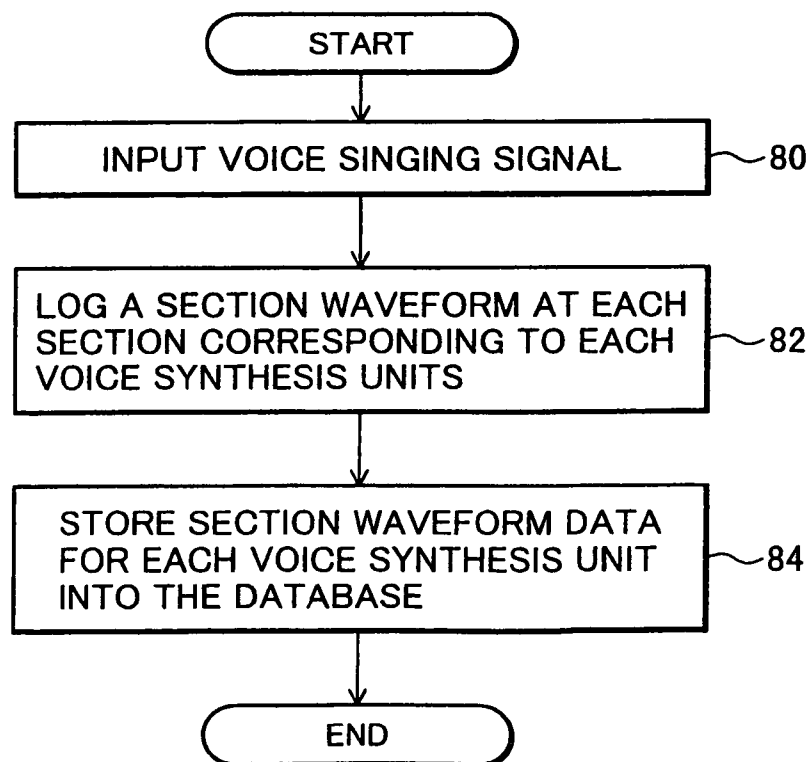 START
INPUT VOICE SINGING SIGNAL
80
LOG A SECTION WAVEFORM AT EACH
SECTION CORRESPONDING TO EACH
VOICE SYNTHESIS UNITS
82
STORE SECTION WAVEFORM DATA
FOR EACH VOICE SYNTHESIS UNIT
INTO THE DATABASE
84
END